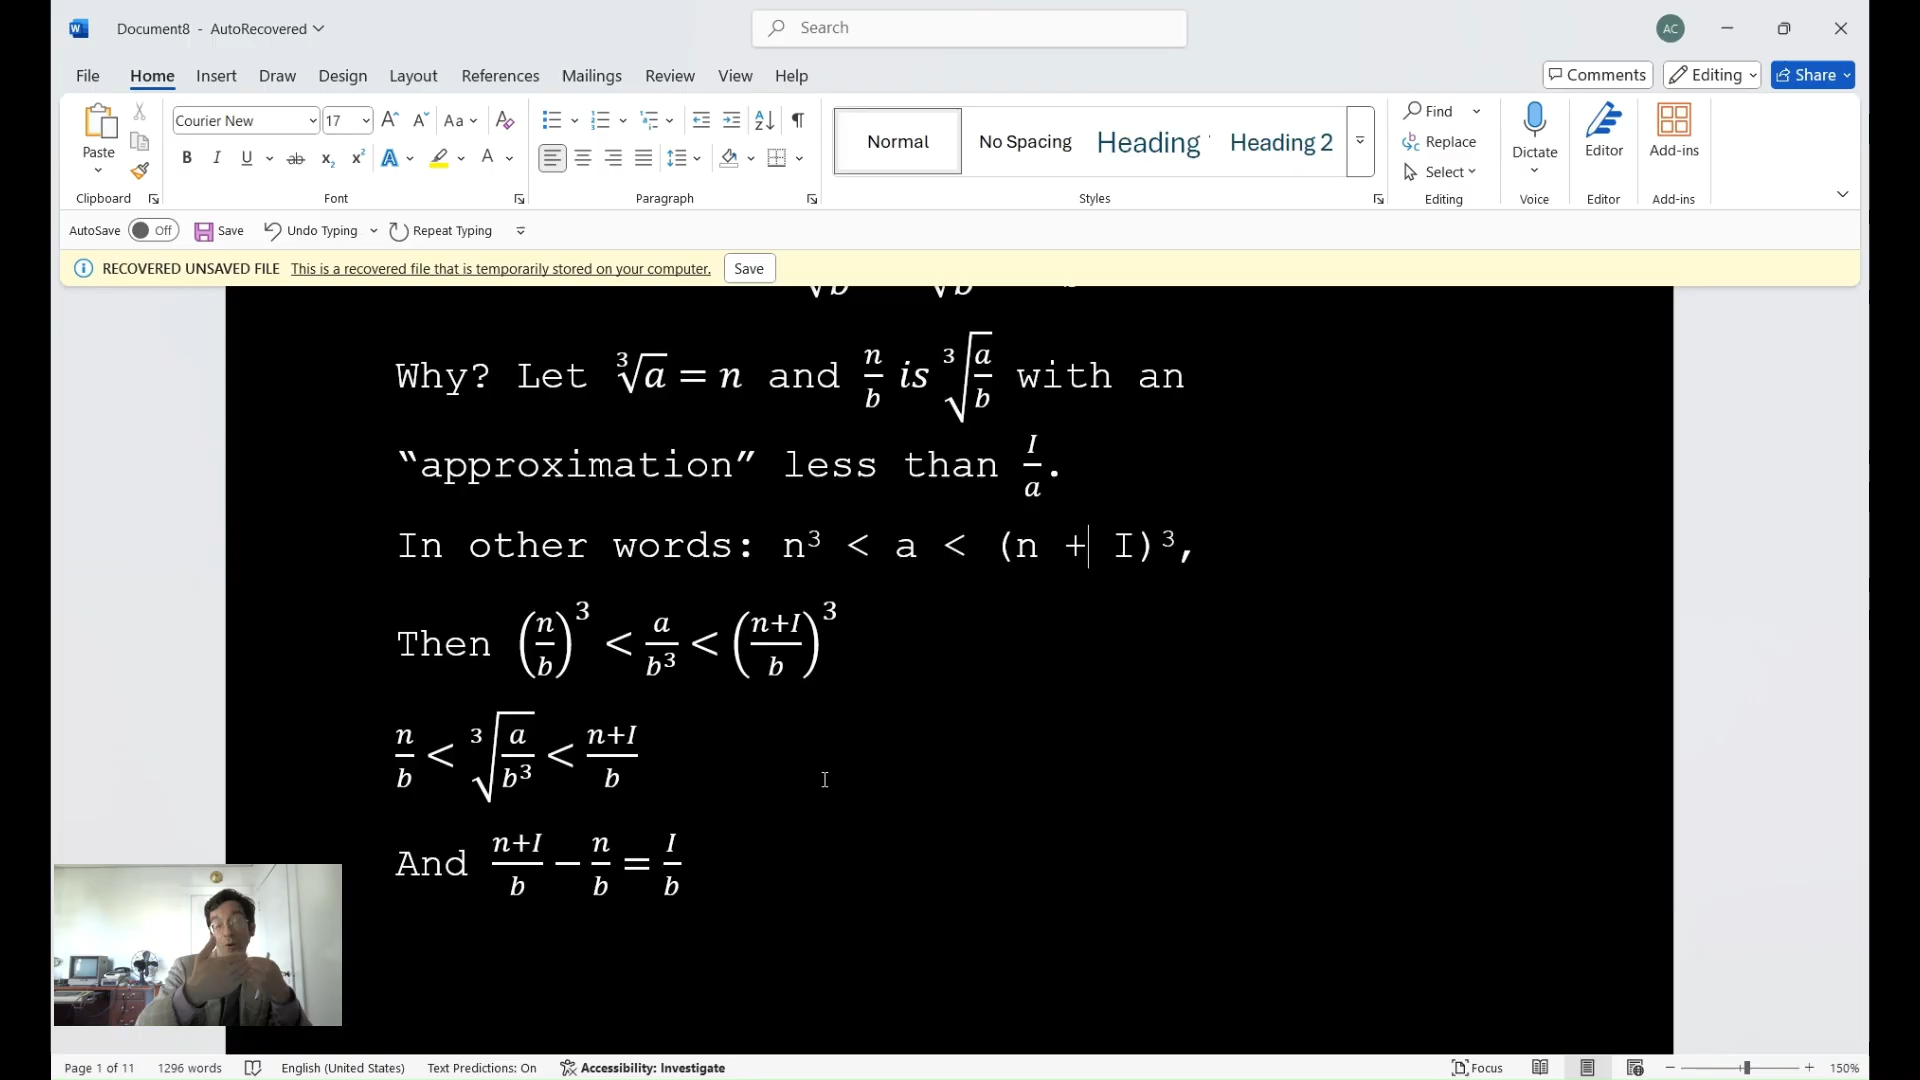 Document8 - AutoRecovered
Search
AC
File Home Insert Draw Design Layout References Mailings Review View Help
Comments Editing Share
Paste
Courier New 17
Aa
Normal
No Spacing
Heading
Heading 2
Find
Replace
Select
Dictate
Editor
Add-ins
Clipboard Font Paragraph Styles Editing Voice Editor Add-ins
AutoSave Off Save Undo Typing Repeat Typing
RECOVERED UNSAVED FILE This is a recovered file that is temporarily stored on your computer. Save
Why? Let ∛a = n and n/b is ∛(a/b) with an
“approximation” less than I/a.
In other words: n³ < a < (n + I)³,
Then (n/b)³ < a/b³ < ((n+I)/b)³
n/b < ∛(a/b³) < (n+I)/b
And (n+I)/b − n/b = I/b
Page 1 of 11 1296 words English (United States) Text Predictions: On Accessibility: Investigate Focus 150%